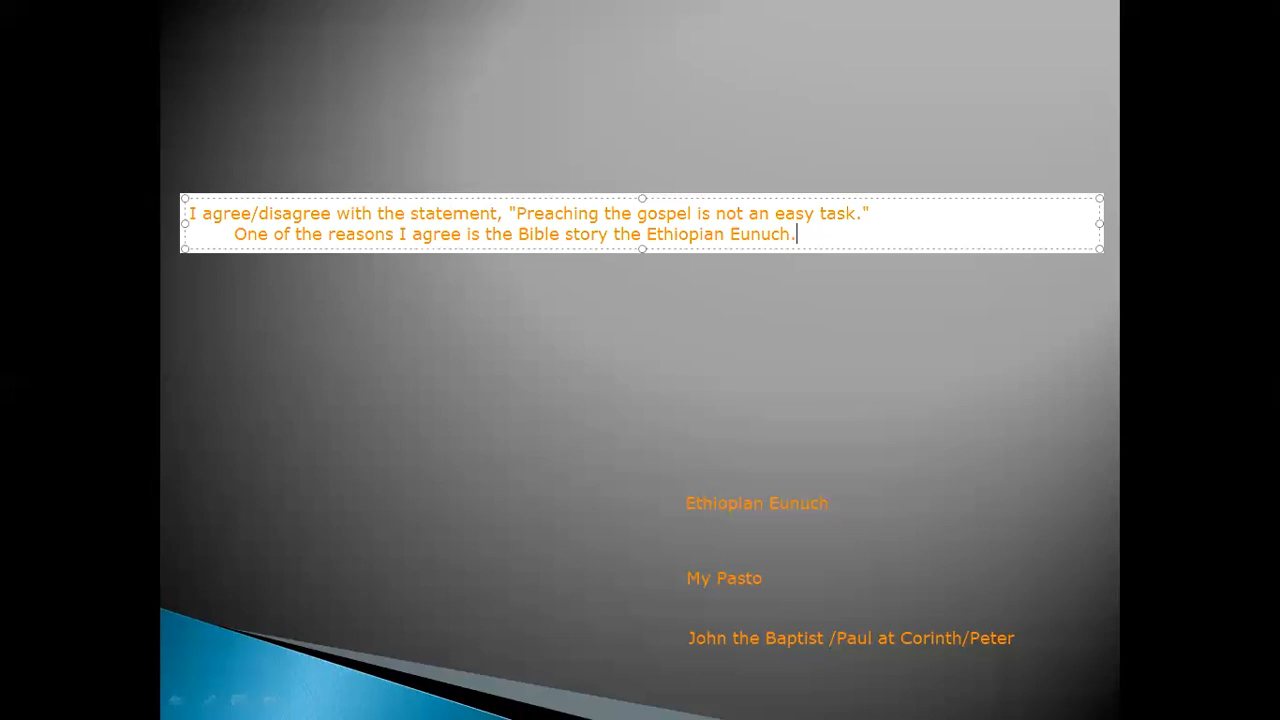 I agree/disagree with the statement, "Preaching the gospel is not an easy task."
One of the reasons I agree is the Bible story the Ethiopian Eunuch.
Ethiopian Eunuch
My Pasto
John the Baptist /Paul at Corinth/Peter